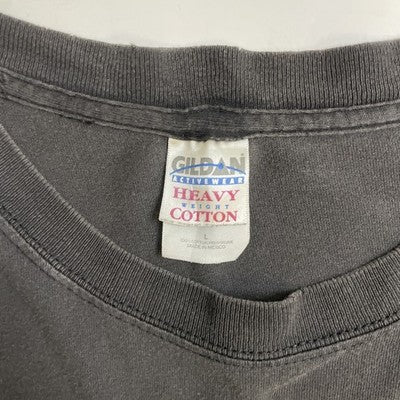 GILDAN
ACTIVEWEAR
HEAVY
WEIGHT
COTTON
L
MADE IN MEXICO